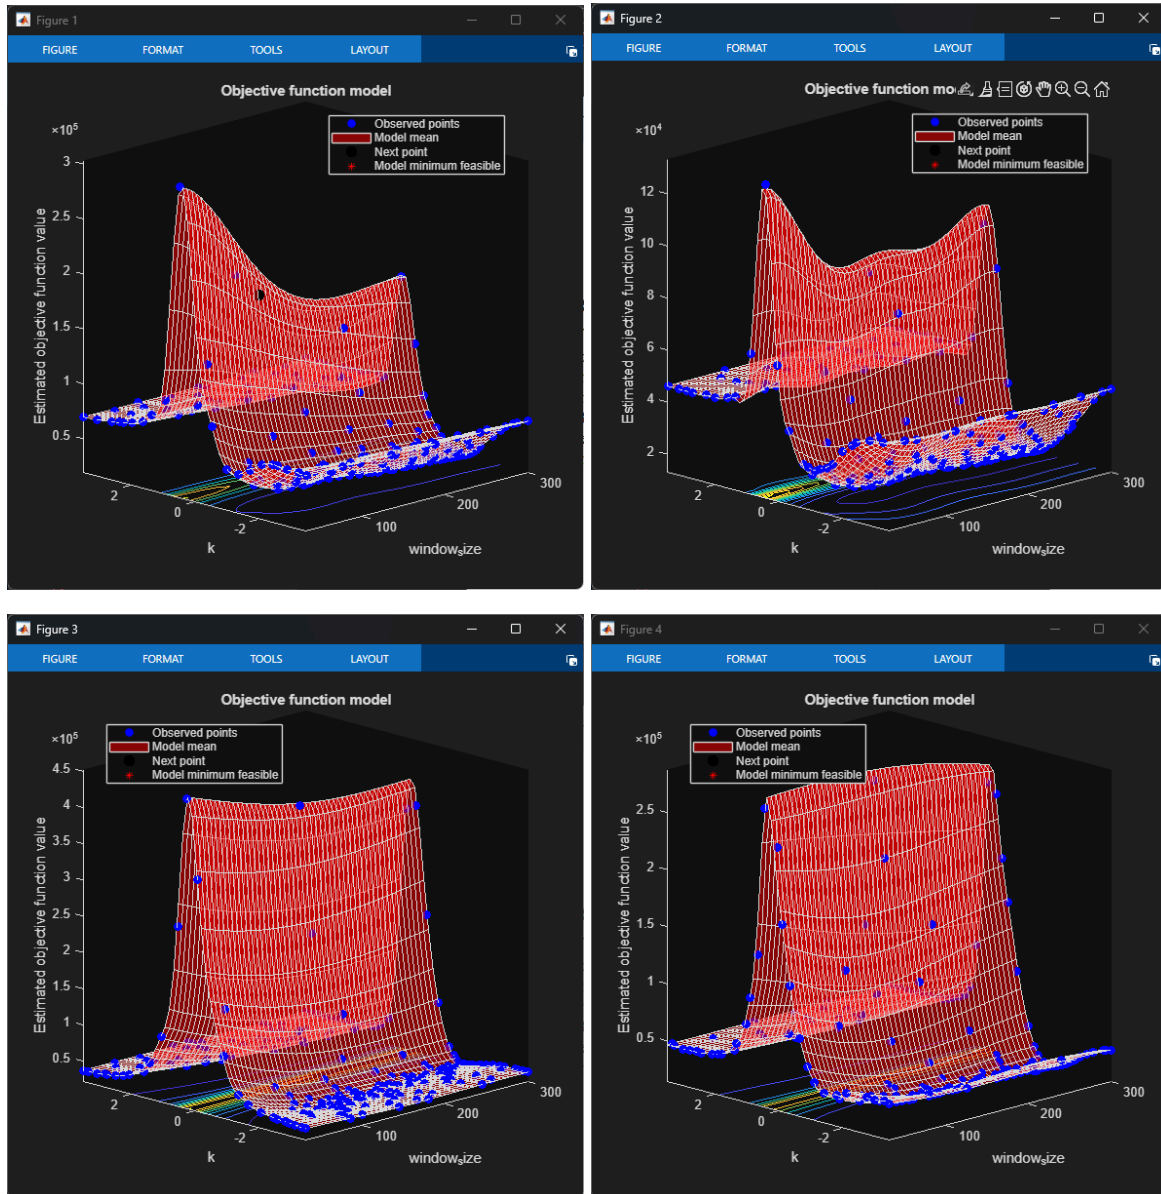 Figure 1
FIGURE FORMAT TOOLS LAYOUT
Objective function model
×10⁵
Observed points
Model mean
Next point
Model minimum feasible
3
2.5
2
1.5
1
0.5
Estimated objective function value
2
0
-2
k
100
200
300
windowsize
Figure 2
FIGURE FORMAT TOOLS LAYOUT
Objective function mo
×10⁴
Observed points
Model mean
Next point
Model minimum feasible
12
10
8
6
4
2
Estimated objective function value
2
0
-2
k
100
200
300
windowsize
Figure 3
FIGURE FORMAT TOOLS LAYOUT
Objective function model
×10⁵
Observed points
Model mean
Next point
Model minimum feasible
4.5
4
3.5
3
2.5
2
1.5
1
0.5
Estimated objective function value
2
0
-2
k
100
200
300
windowsize
Figure 4
FIGURE FORMAT TOOLS LAYOUT
Objective function model
×10⁵
Observed points
Model mean
Next point
Model minimum feasible
2.5
2
1.5
1
0.5
Estimated objective function value
2
0
-2
k
100
200
300
windowsize